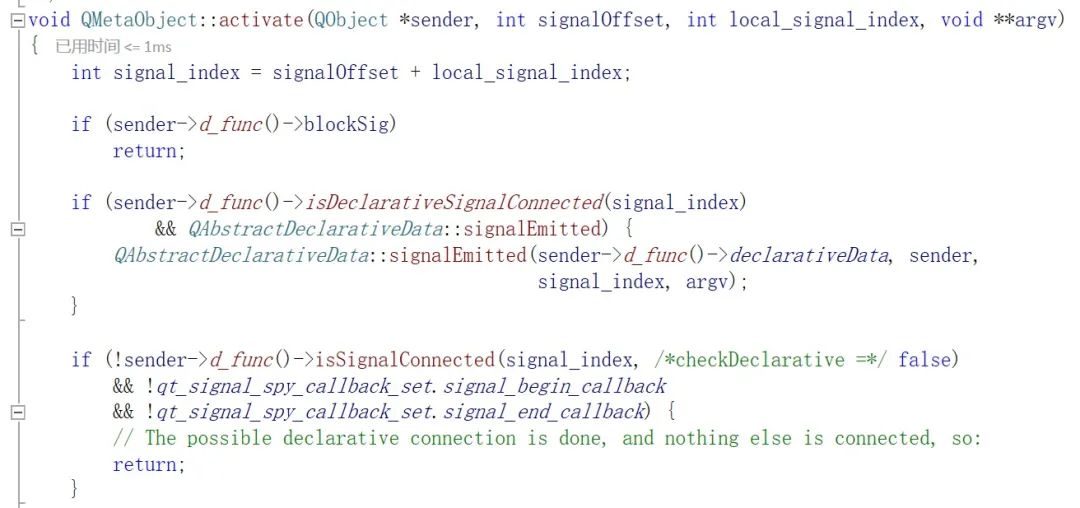 void QMetaObject::activate(QObject *sender, int signalOffset, int local_signal_index, void **argv)
{ 已用时间 <= 1ms
    int signal_index = signalOffset + local_signal_index;
    if (sender->d_func()->blockSig)
        return;
    if (sender->d_func()->isDeclarativeSignalConnected(signal_index)
            && QAbstractDeclarativeData::signalEmitted) {
        QAbstractDeclarativeData::signalEmitted(sender->d_func()->declarativeData, sender,
                                                signal_index, argv);
    }
    if (!sender->d_func()->isSignalConnected(signal_index, /*checkDeclarative =*/ false)
        && !qt_signal_spy_callback_set.signal_begin_callback
        && !qt_signal_spy_callback_set.signal_end_callback) {
        // The possible declarative connection is done, and nothing else is connected, so:
        return;
    }